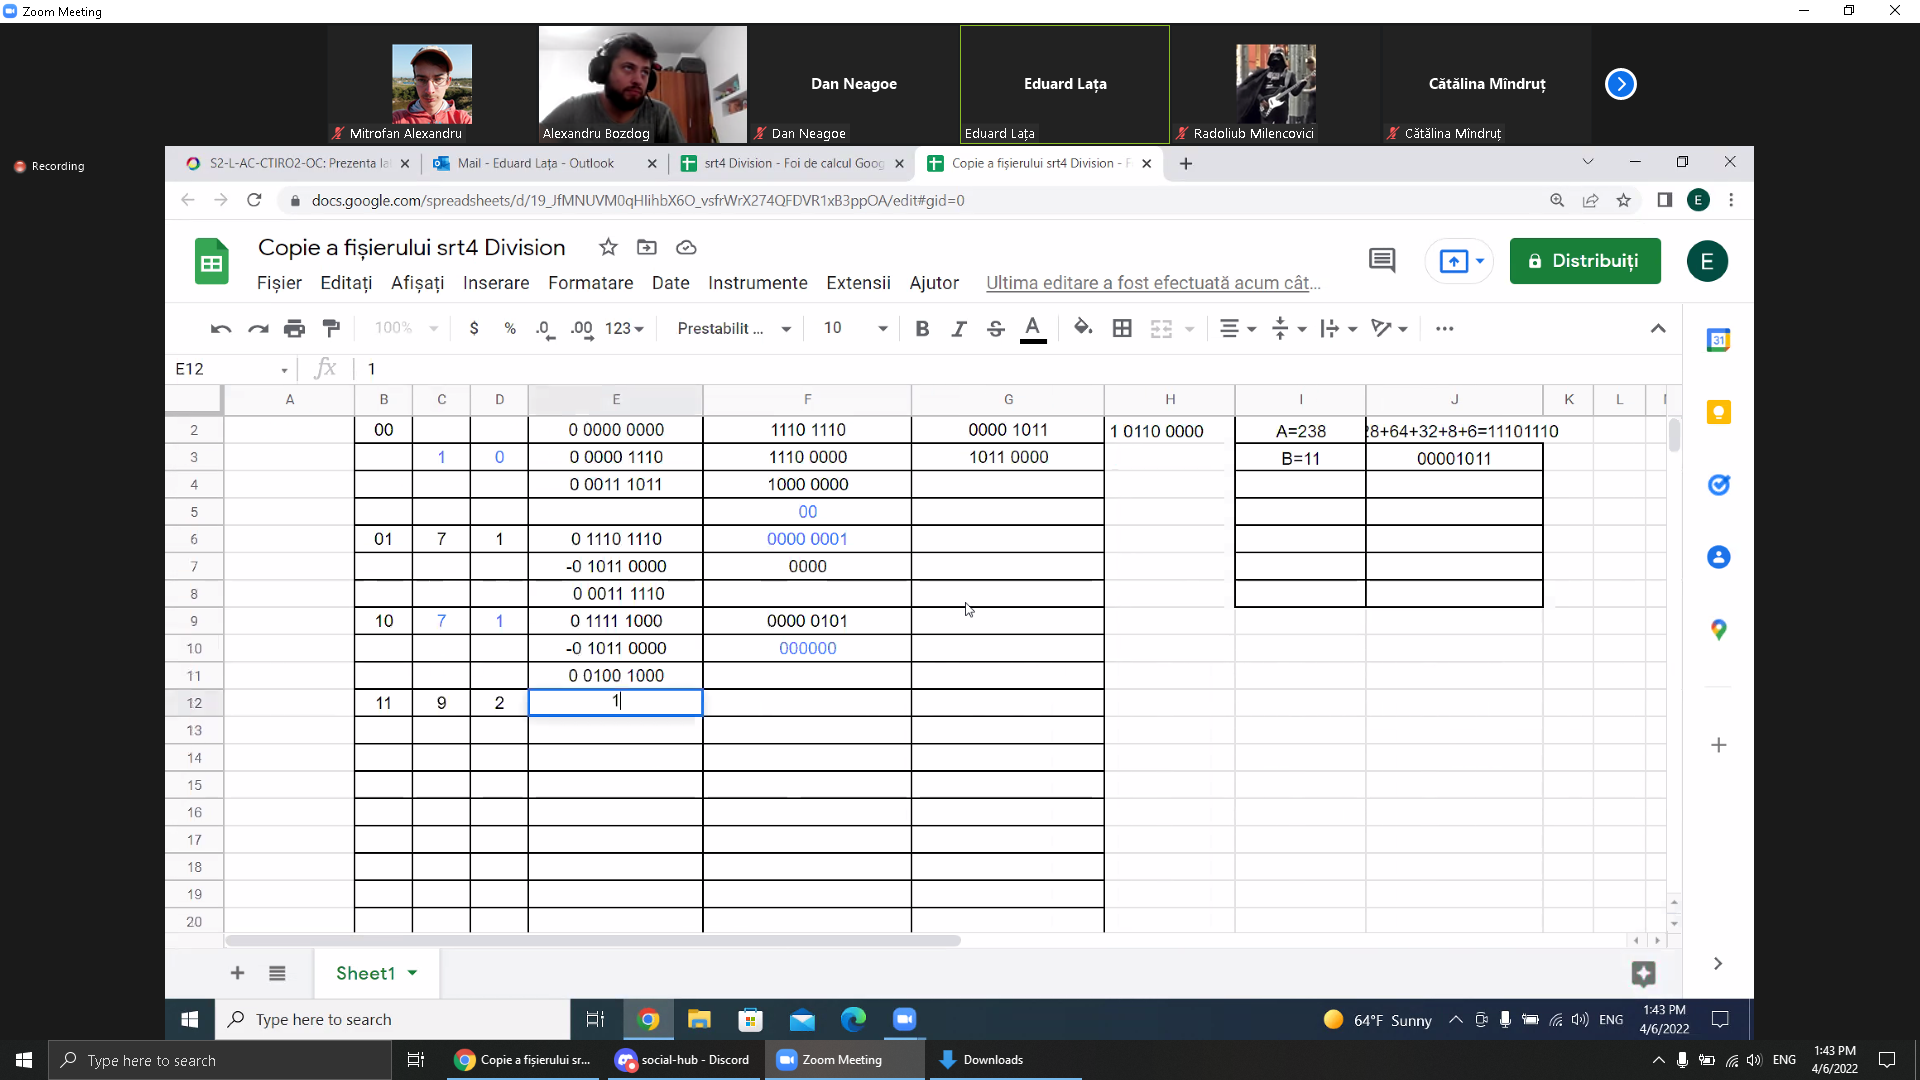 Zoom Meeting
Recording
Mitrofan Alexandru
Alexandru Bozdog
Dan Neagoe
Dan Neagoe
Eduard Lața
Eduard Lața
Radoliub Milencovici
Cătălina Mîndruț
Cătălina Mîndruț
S2-L-AC-CTIRO2-OC: Prezenta la
Mail - Eduard Lața - Outlook
srt4 Division - Foi de calcul Goog
Copie a fișierului srt4 Division - F
docs.google.com/spreadsheets/d/19_JfMNUVM0qHIihbX6O_vsfrWrX274QFDVR1xB3ppOA/edit#gid=0
E
Copie a fișierului srt4 Division
Distribuiți
E
Fișier Editați Afișați Inserare Formatare Date Instrumente Extensii Ajutor Ultima editare a fost efectuată acum cât...
100% $ % .0 .00 123 Prestabilit ... 10 B I S A
31
E12 fx 1
A B C D E F G H I J K L
2 00 0 0000 0000 1110 1110 0000 1011 1 0110 0000 A=238 28+64+32+8+6=11101110
3 1 0 0 0000 1110 1110 0000 1011 0000 B=11 00001011
4 0 0011 1011 1000 0000
5 00
6 01 7 1 0 1110 1110 0000 0001
7 -0 1011 0000 0000
8 0 0011 1110
9 10 7 1 0 1111 1000 0000 0101
10 -0 1011 0000 000000
11 0 0100 1000
12 11 9 2 1
13
14
15
16
17
18
19
20
Sheet1
Type here to search
64°F Sunny
ENG
1:43 PM
4/6/2022
Type here to search
Copie a fișierului sr...
social-hub - Discord
Zoom Meeting
Downloads
ENG
1:43 PM
4/6/2022